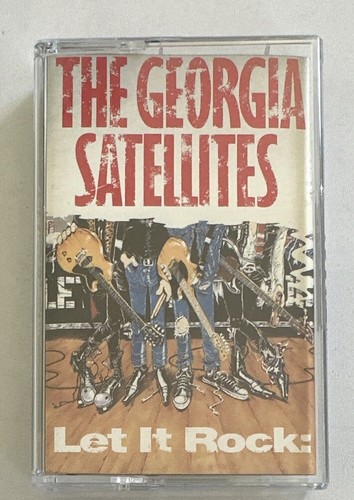 THE GEORGIA
SATELLITES
Let It Rock: